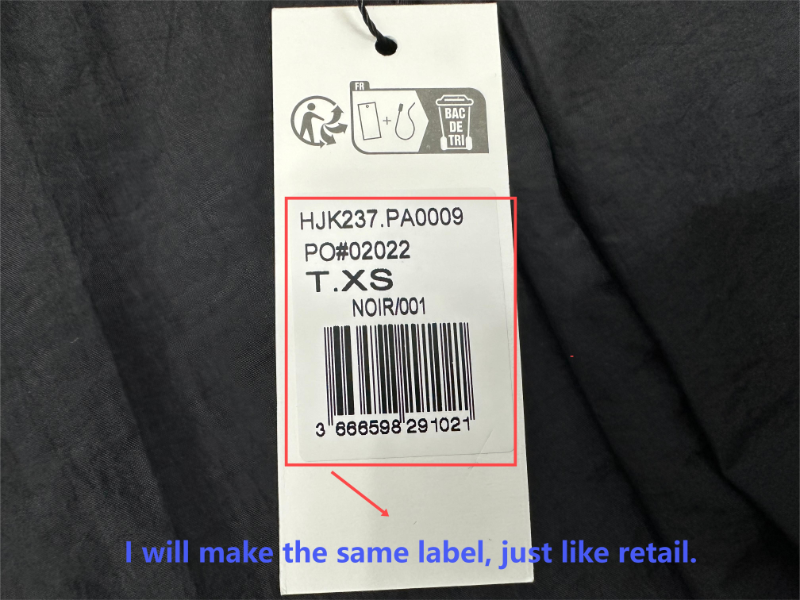 FR
BAC
DE
TRI
HJK237.PA0009
PO#02022
T.XS
NOIR/001
3 666598 291021
I will make the same label, just like retail.